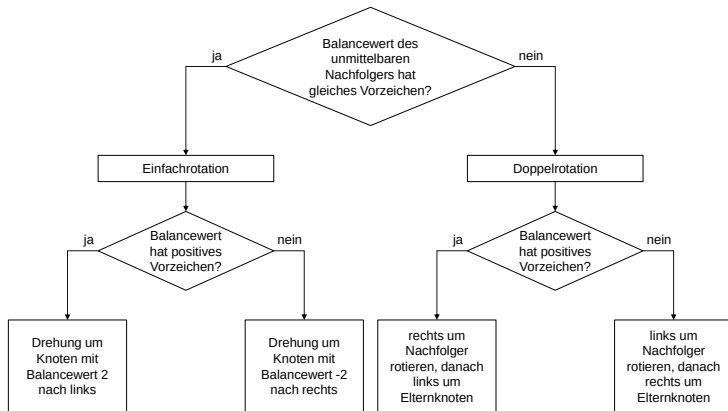 Balancewert des
unmittelbaren
Nachfolgers hat
gleiches Vorzeichen?
ja
nein
Einfachrotation
Doppelrotation
Balancewert
hat positives
Vorzeichen?
ja
nein
Balancewert
hat positives
Vorzeichen?
ja
nein
Drehung um
Knoten mit
Balancewert 2
nach links
Drehung um
Knoten mit
Balancewert -2
nach rechts
rechts um
Nachfolger
rotieren, danach
links um
Elternknoten
links um
Nachfolger
rotieren, danach
rechts um
Elternknoten